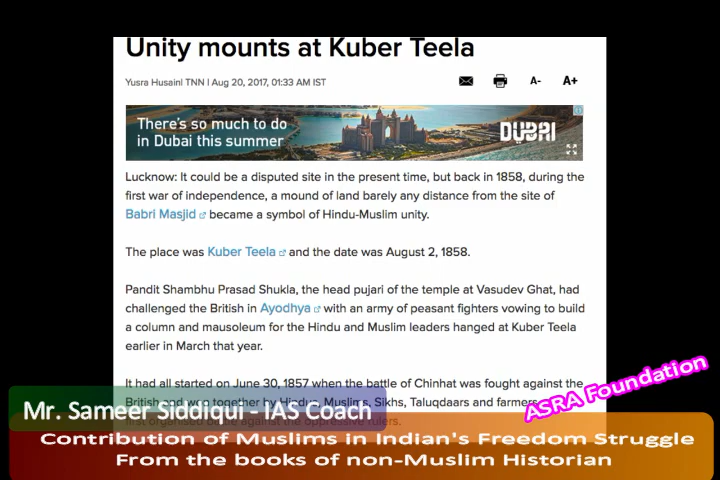 Unity mounts at Kuber Teela
Yusra Husain| TNN | Aug 20, 2017, 01:33 AM IST
A- A+
There's so much to do
in Dubai this summer
DUBAI
Lucknow: It could be a disputed site in the present time, but back in 1858, during the
first war of independence, a mound of land barely any distance from the site of
Babri Masjid became a symbol of Hindu-Muslim unity.
The place was Kuber Teela and the date was August 2, 1858.
Pandit Shambhu Prasad Shukla, the head pujari of the temple at Vasudev Ghat, had
challenged the British in Ayodhya with an army of peasant fighters vowing to build
a column and mausoleum for the Hindu and Muslim leaders hanged at Kuber Teela
earlier in March that year.
It had all started on June 30, 1857 when the battle of Chinhat was fought against the
British and won together by Hindus, Muslims, Sikhs, Taluqdaars and farmers
first organised against the oppressive rulers.
ASRA Foundation
Mr. Sameer Siddiqui - IAS Coach
Contribution of Muslims in Indian's Freedom Struggle
From the books of non-Muslim Historian